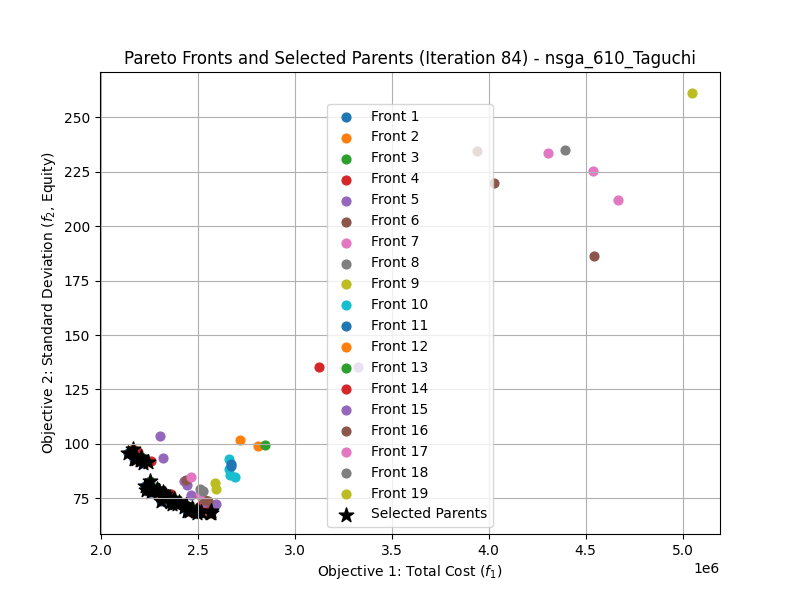 Pareto Fronts and Selected Parents (Iteration 84) - nsga_610_Taguchi
Objective 2: Standard Deviation (f₂, Equity)
250
225
200
175
150
125
100
75
Front 1
Front 2
Front 3
Front 4
Front 5
Front 6
Front 7
Front 8
Front 9
Front 10
Front 11
Front 12
Front 13
Front 14
Front 15
Front 16
Front 17
Front 18
Front 19
Selected Parents
2.0 2.5 3.0 3.5 4.0 4.5 5.0
1e6
Objective 1: Total Cost (f₁)